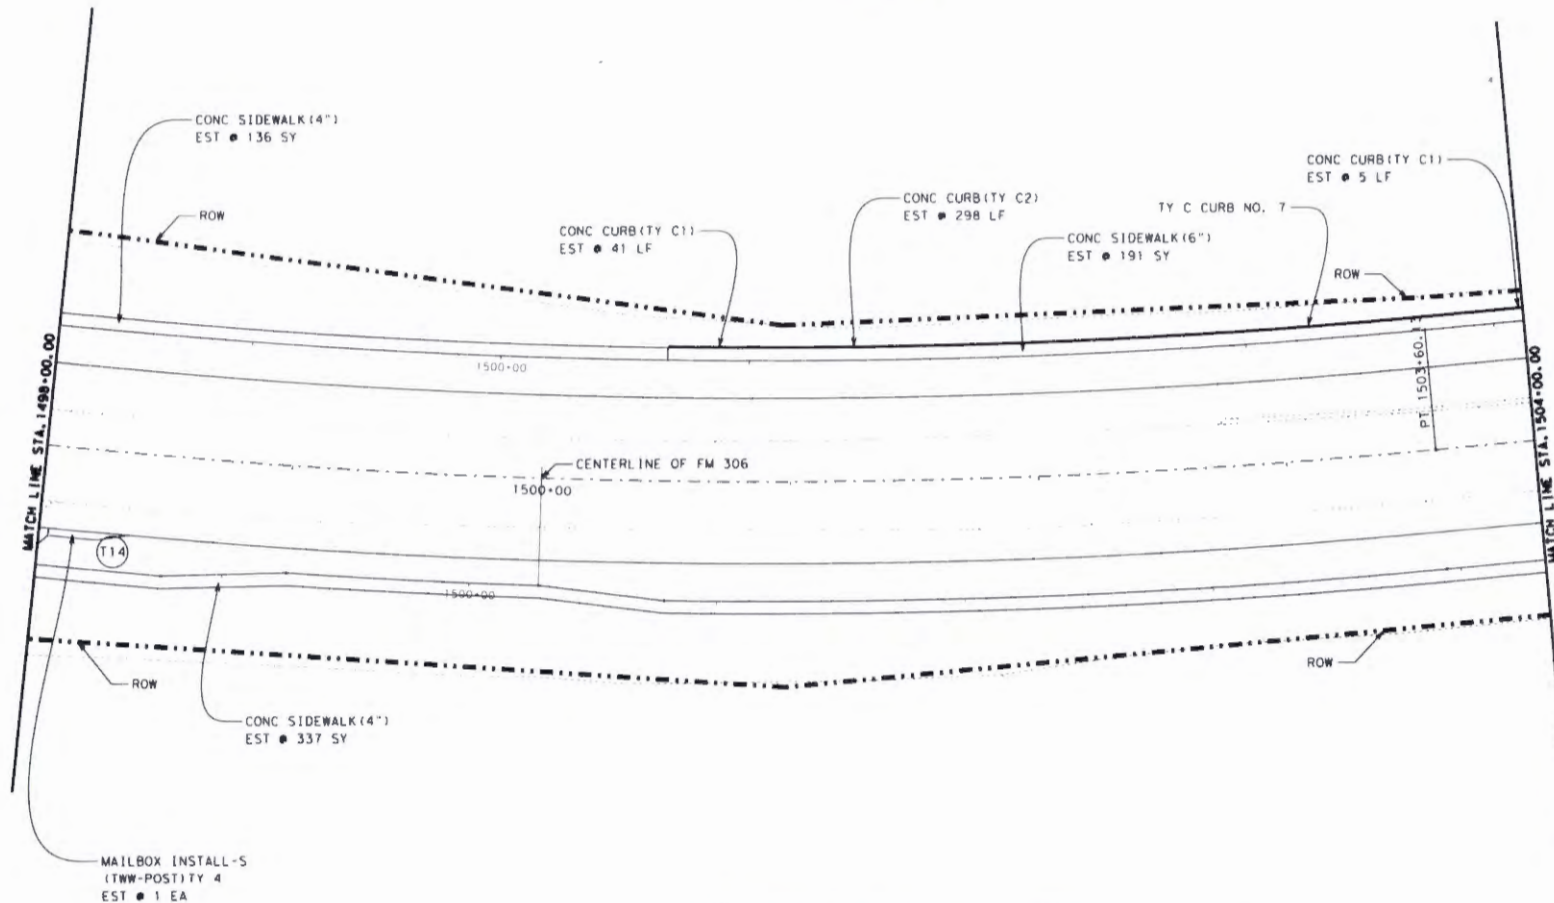 CONC SIDEWALK(4")
EST @ 136 SY
ROW
CONC CURB(TY C1)
EST @ 41 LF
CONC CURB(TY C2)
EST @ 298 LF
CONC SIDEWALK(6")
EST @ 191 SY
TY C CURB NO. 7
CONC CURB(TY C1)
EST @ 5 LF
ROW
MATCH LINE STA. 1498+00.00
1500+00
CENTERLINE OF FM 306
1500+00
PT 1503+60.13
MATCH LINE STA. 1504+00.00
T14
1500+00
ROW
CONC SIDEWALK(4")
EST @ 337 SY
ROW
MAILBOX INSTALL-S
(TWW-POST)TY 4
EST @ 1 EA